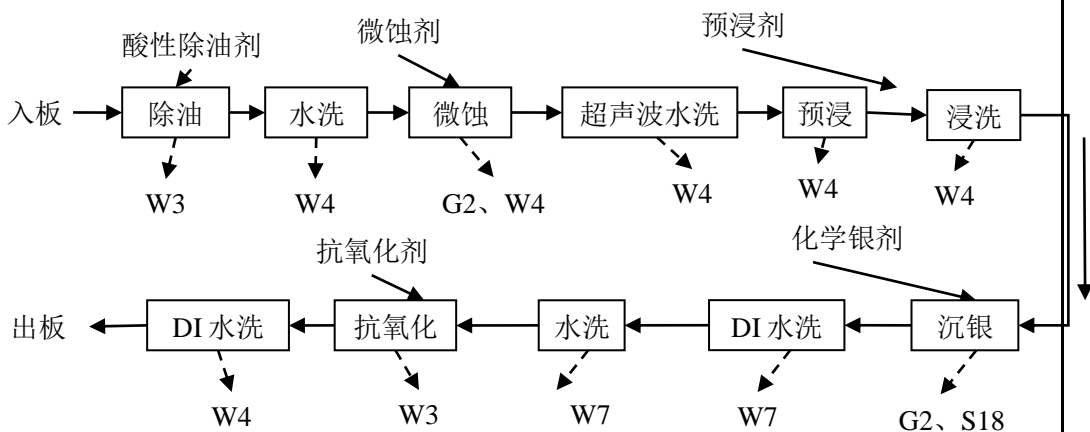 酸性除油剂 微蚀剂 预浸剂
入板 除油 水洗 微蚀 超声波水洗 预浸 浸洗
W3 W4 G2、W4 W4 W4 W4
抗氧化剂 化学银剂
出板 DI 水洗 抗氧化 水洗 DI 水洗 沉银
W4 W3 W7 W7 G2、S18